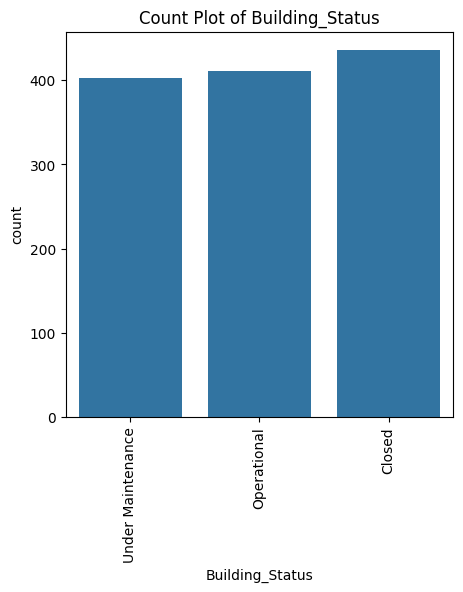 Count Plot of Building_Status
400
300
200
100
0
count
Under Maintenance
Operational
Closed
Building_Status